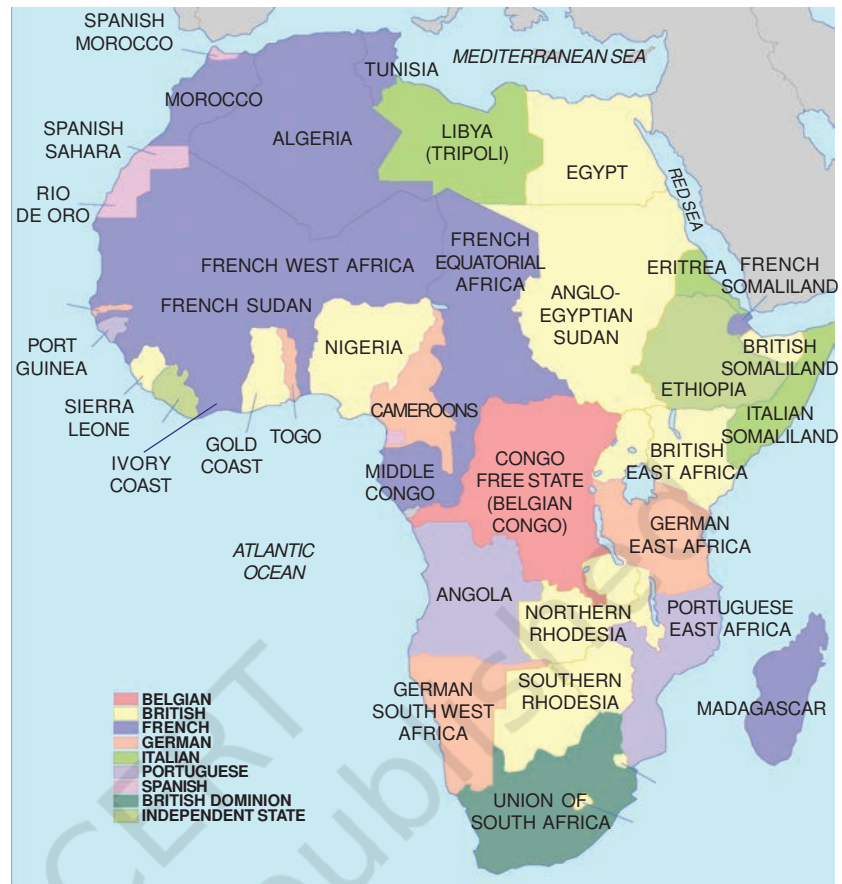 SPANISH
MOROCCO
MEDITERRANEAN SEA
TUNISIA
MOROCCO
ALGERIA
LIBYA
(TRIPOLI)
EGYPT
SPANISH
SAHARA
RIO
DE ORO
RED SEA
FRENCH WEST AFRICA
FRENCH
EQUATORIAL
AFRICA
ERITREA
FRENCH
SOMALILAND
FRENCH SUDAN
ANGLO-
EGYPTIAN
SUDAN
PORT
GUINEA
NIGERIA
BRITISH
SOMALILAND
ETHIOPIA
SIERRA
LEONE
IVORY
COAST
GOLD
COAST
TOGO
CAMEROONS
ITALIAN
SOMALILAND
MIDDLE
CONGO
CONGO
FREE STATE
(BELGIAN
CONGO)
BRITISH
EAST AFRICA
GERMAN
EAST AFRICA
ATLANTIC
OCEAN
ANGOLA
NORTHERN
RHODESIA
PORTUGUESE
EAST AFRICA
GERMAN
SOUTH WEST
AFRICA
SOUTHERN
RHODESIA
MADAGASCAR
UNION OF
SOUTH AFRICA
BELGIAN
BRITISH
FRENCH
GERMAN
ITALIAN
PORTUGUESE
SPANISH
BRITISH DOMINION
INDEPENDENT STATE